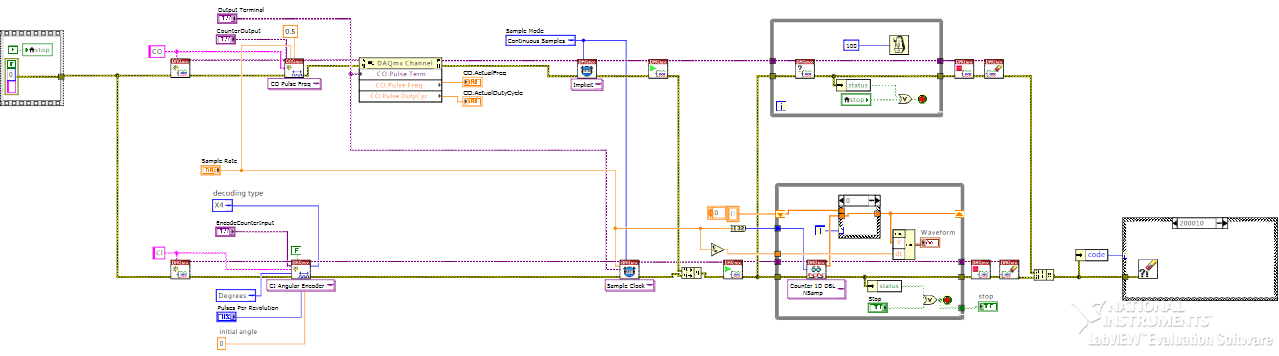 Output Terminal
CounterOutput
0.5
stop
CO
0
CO Pulse Freq
DAQmx Channel
CO.Pulse.Term
CO.Pulse.Freq
CO.Pulse.DutyCyc
CO.ActualFreq
CO.ActualDutyCycle
Sample Mode
Continuous Samples
Implicit
100
status
stop
i
Sample Rate
decoding type
X4
EncodeCounterInput
CI
F
CI Angular Encoder
Degrees
Pulses Per Revolution
initial angle
0
Sample Clock
0
I32
0
i
Y
dt
Waveform
Counter 1D DBL
NSamp
status
Stop
stop
code
200010
NATIONAL
INSTRUMENTS
LabVIEW Evaluation Software